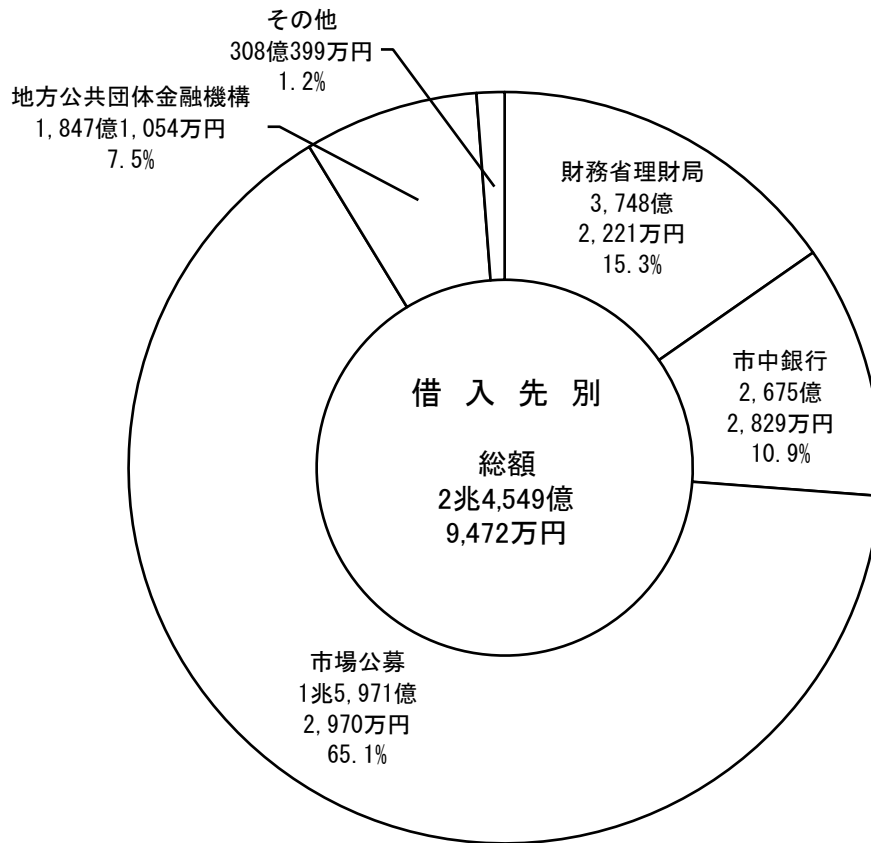 その他
308億399万円
1.2%
地方公共団体金融機構
1,847億1,054万円
7.5%
財務省理財局
3,748億
2,221万円
15.3%
市中銀行
2,675億
2,829万円
10.9%
借入先別
総額
2兆4,549億
9,472万円
市場公募
1兆5,971億
2,970万円
65.1%